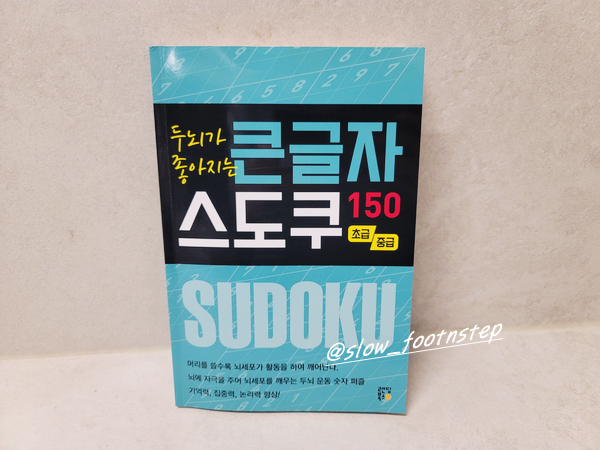 두뇌가
좋아지는
큰글자
스도쿠 150
초급/중급
SUDOKU
@slow_footnstep
머리를 쓸수록 뇌세포가 활동을 하여 깨어난다.
뇌에 자극을 주어 뇌세포를 깨우는 두뇌 운동 숫자 퍼즐
기억력, 집중력, 논리력 향상!